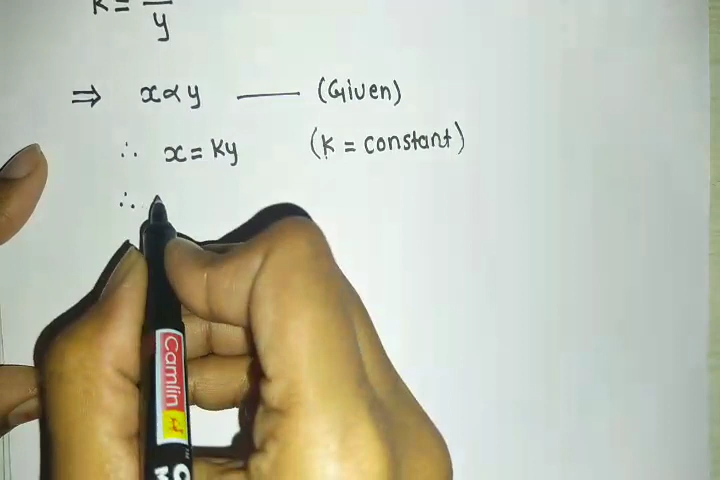 K =
y
⇒ x ∝ y —— (Given)
∴ x = Ky (K = constant)
∴
Camlin